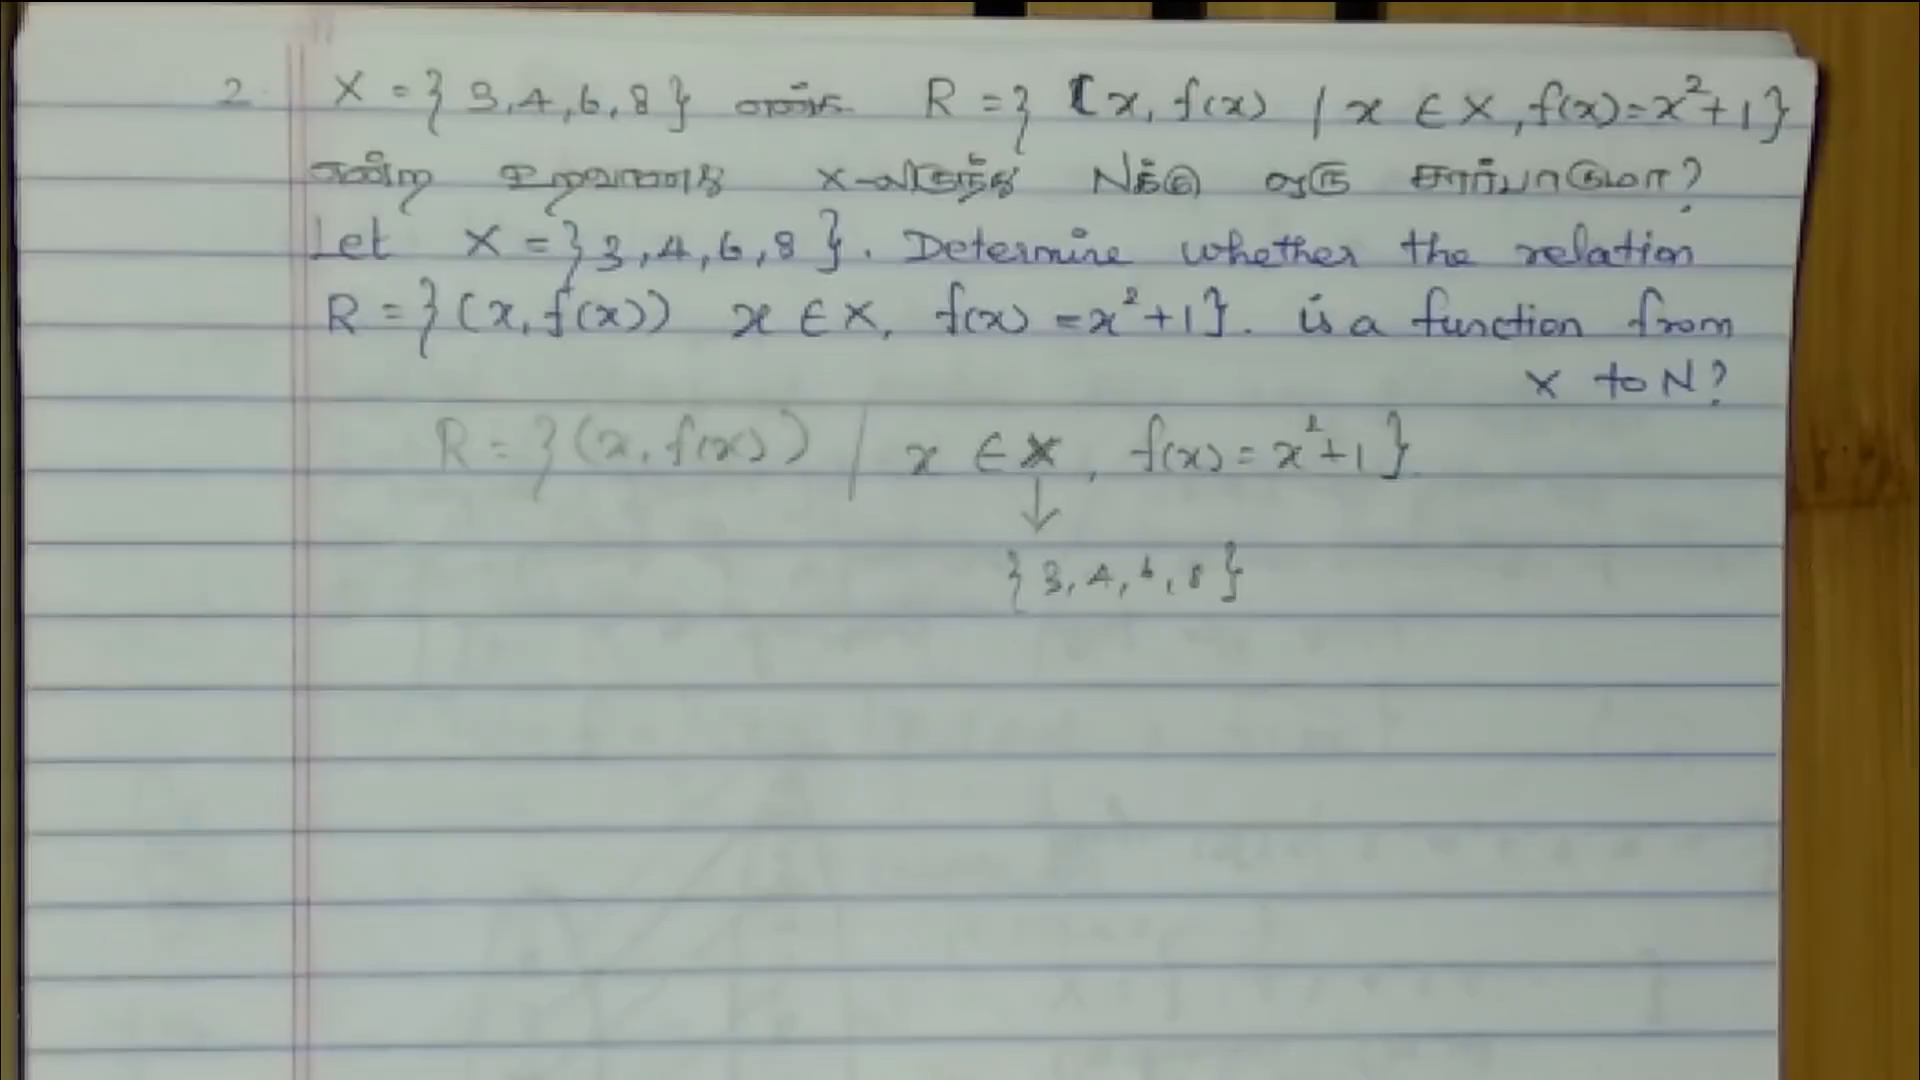 2. X = { 3, 4, 6, 8 } என்க R = { (x, f(x) / x ∈ X, f(x) = x² + 1 }
என்ற உறவானது X-லிருந்து Nக்கு ஒரு சார்பாகுமா?
Let X = { 3, 4, 6, 8 }. Determine whether the relation
R = { (x, f(x)) x ∈ X, f(x) = x² + 1 }. is a function from
X to N?
R = { (x, f(x)) / x ∈ X, f(x) = x² + 1 }
↓
{ 3, 4, 6, 8 }